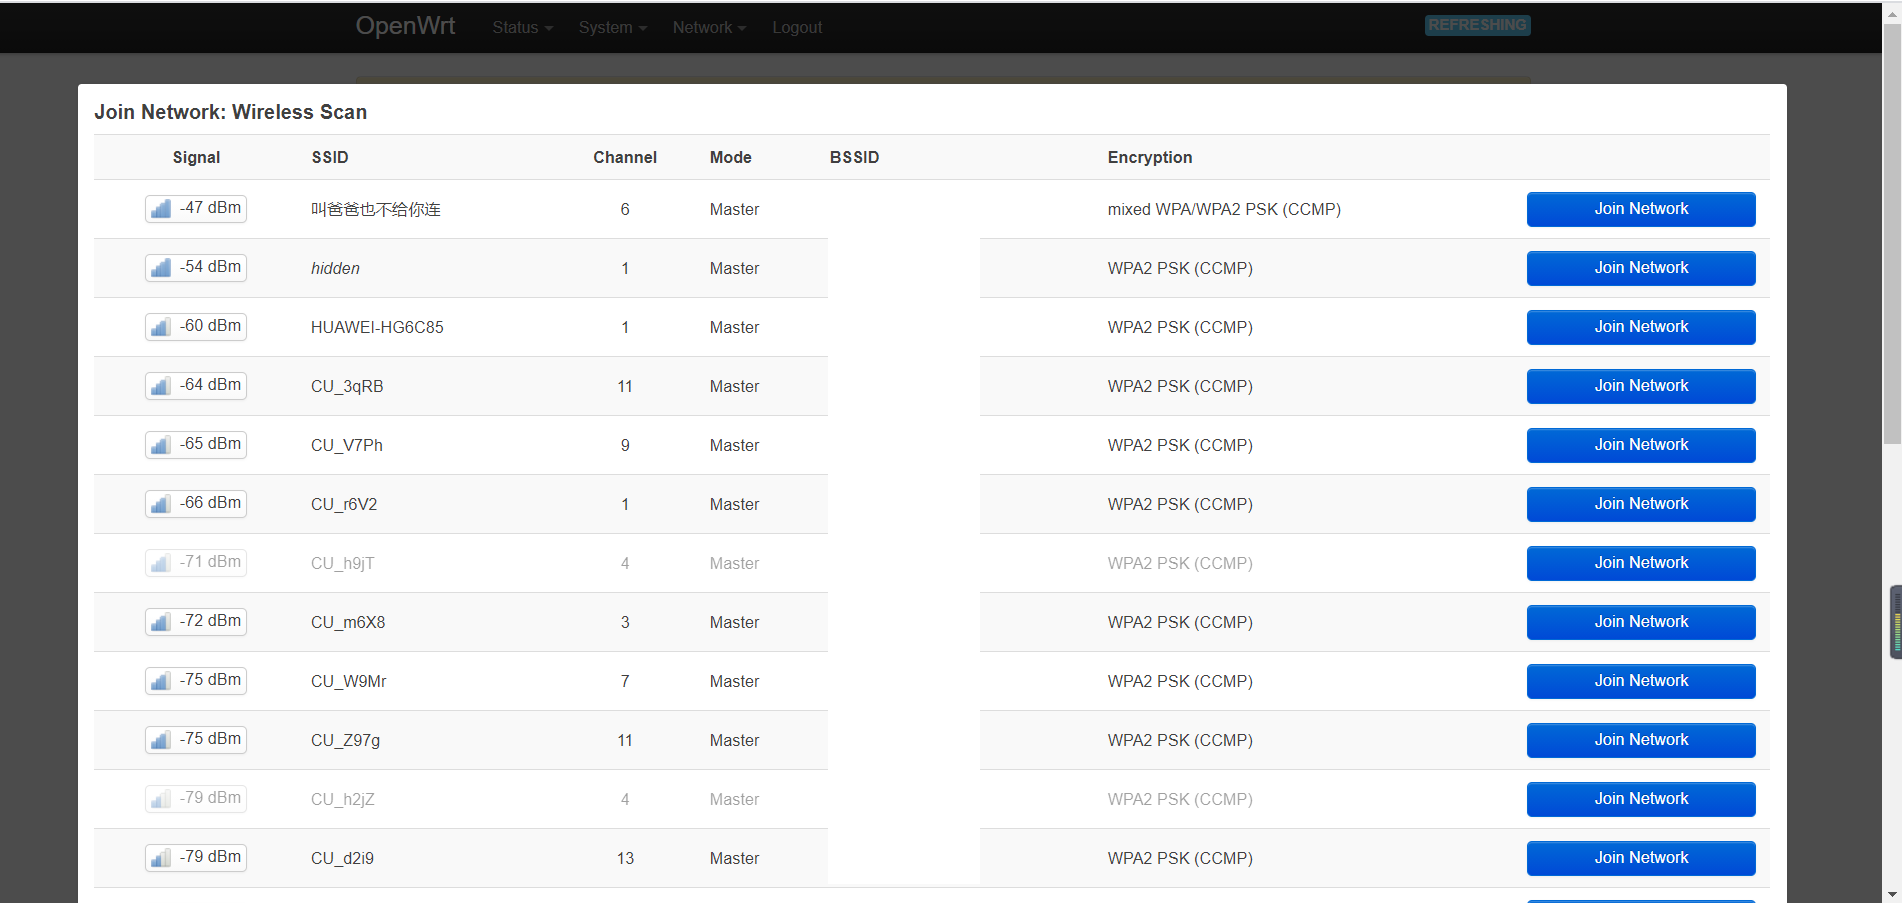 OpenWrt Status System Network Logout REFRESHING
Join Network: Wireless Scan
Signal SSID Channel Mode BSSID Encryption
-47 dBm 叫爸爸也不给你连 6 Master mixed WPA/WPA2 PSK (CCMP) Join Network
-54 dBm hidden 1 Master WPA2 PSK (CCMP) Join Network
-60 dBm HUAWEI-HG6C85 1 Master WPA2 PSK (CCMP) Join Network
-64 dBm CU_3qRB 11 Master WPA2 PSK (CCMP) Join Network
-65 dBm CU_V7Ph 9 Master WPA2 PSK (CCMP) Join Network
-66 dBm CU_r6V2 1 Master WPA2 PSK (CCMP) Join Network
-71 dBm CU_h9jT 4 Master WPA2 PSK (CCMP) Join Network
-72 dBm CU_m6X8 3 Master WPA2 PSK (CCMP) Join Network
-75 dBm CU_W9Mr 7 Master WPA2 PSK (CCMP) Join Network
-75 dBm CU_Z97g 11 Master WPA2 PSK (CCMP) Join Network
-79 dBm CU_h2jZ 4 Master WPA2 PSK (CCMP) Join Network
-79 dBm CU_d2i9 13 Master WPA2 PSK (CCMP) Join Network